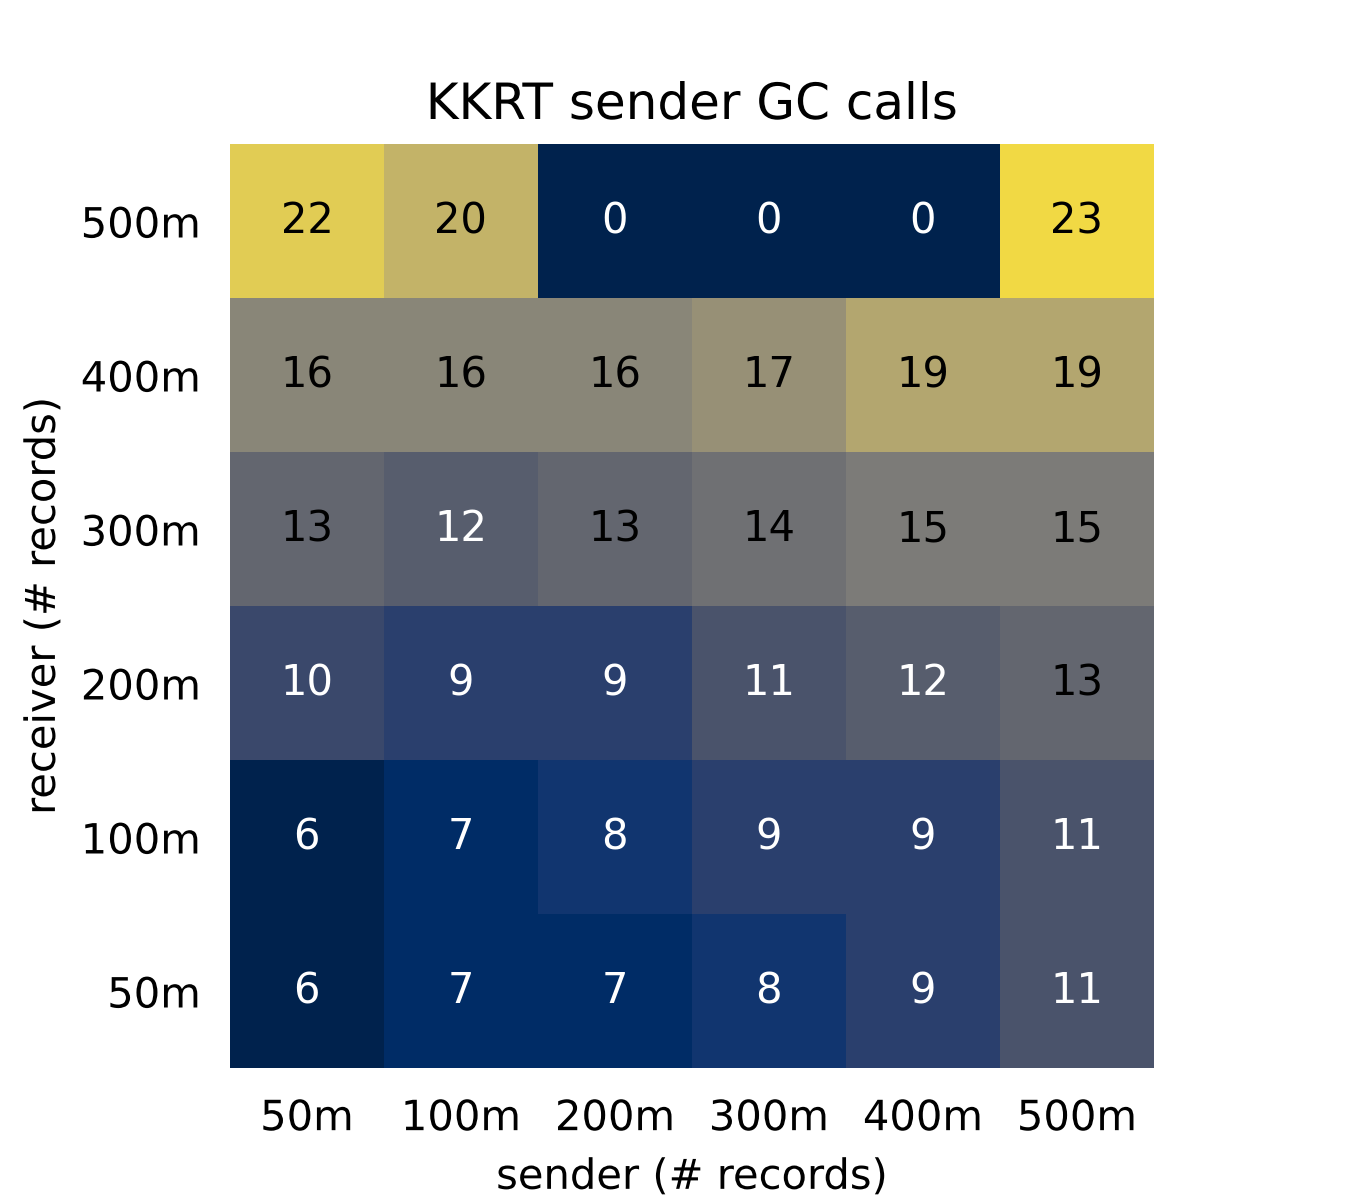 KKRT sender GC calls
500m 22 20 0 0 0 23
400m 16 16 16 17 19 19
300m 13 12 13 14 15 15
200m 10 9 9 11 12 13
100m 6 7 8 9 9 11
50m 6 7 7 8 9 11
receiver (# records)
50m 100m 200m 300m 400m 500m
sender (# records)